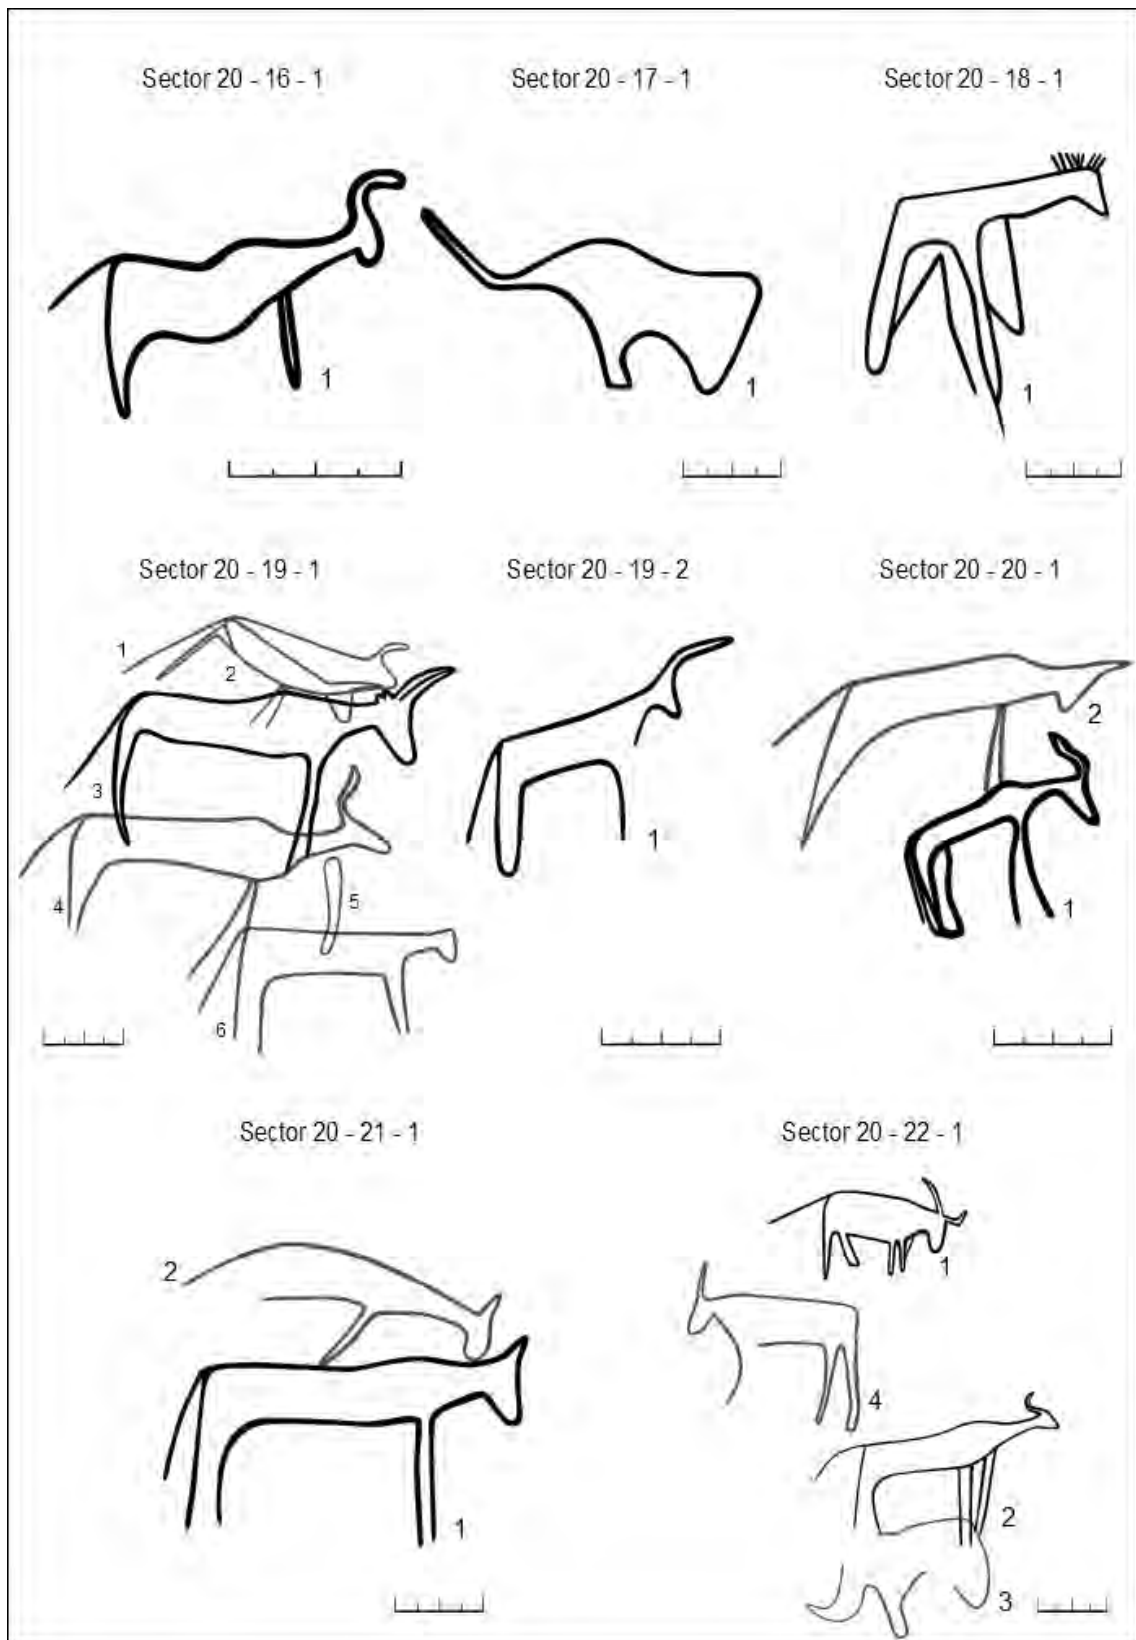 Sector 20 - 16 - 1
Sector 20 - 17 - 1
Sector 20 - 18 - 1
1
1
1
Sector 20 - 19 - 1
Sector 20 - 19 - 2
Sector 20 - 20 - 1
1
2
3
4
5
6
1
2
1
Sector 20 - 21 - 1
Sector 20 - 22 - 1
2
1
1
4
2
3